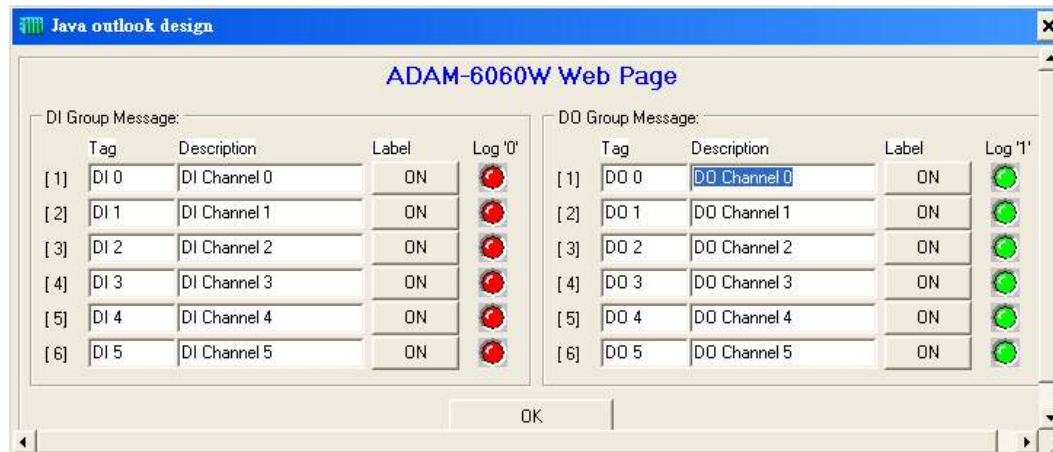 Java outlook design
ADAM-6060W Web Page
DI Group Message:
Tag Description Label Log '0'
[ 1] DI 0 DI Channel 0 ON
[ 2] DI 1 DI Channel 1 ON
[ 3] DI 2 DI Channel 2 ON
[ 4] DI 3 DI Channel 3 ON
[ 5] DI 4 DI Channel 4 ON
[ 6] DI 5 DI Channel 5 ON
DO Group Message:
Tag Description Label Log '1'
[ 1] DO 0 DO Channel 0 ON
[ 2] DO 1 DO Channel 1 ON
[ 3] DO 2 DO Channel 2 ON
[ 4] DO 3 DO Channel 3 ON
[ 5] DO 4 DO Channel 4 ON
[ 6] DO 5 DO Channel 5 ON
OK